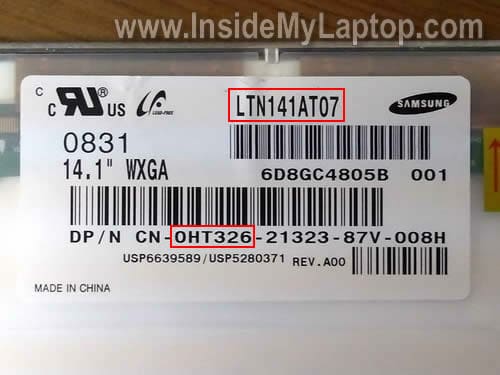 www.InsideMyLaptop.com
C
c RU US ® LEAD-FREE LTN141AT07 SAMSUNG
0831
14.1" WXGA 6D8GC4805B 001
DP/N CN-0HT326-21323-87V-008H
USP6639589/USP5280371 REV.A00
MADE IN CHINA